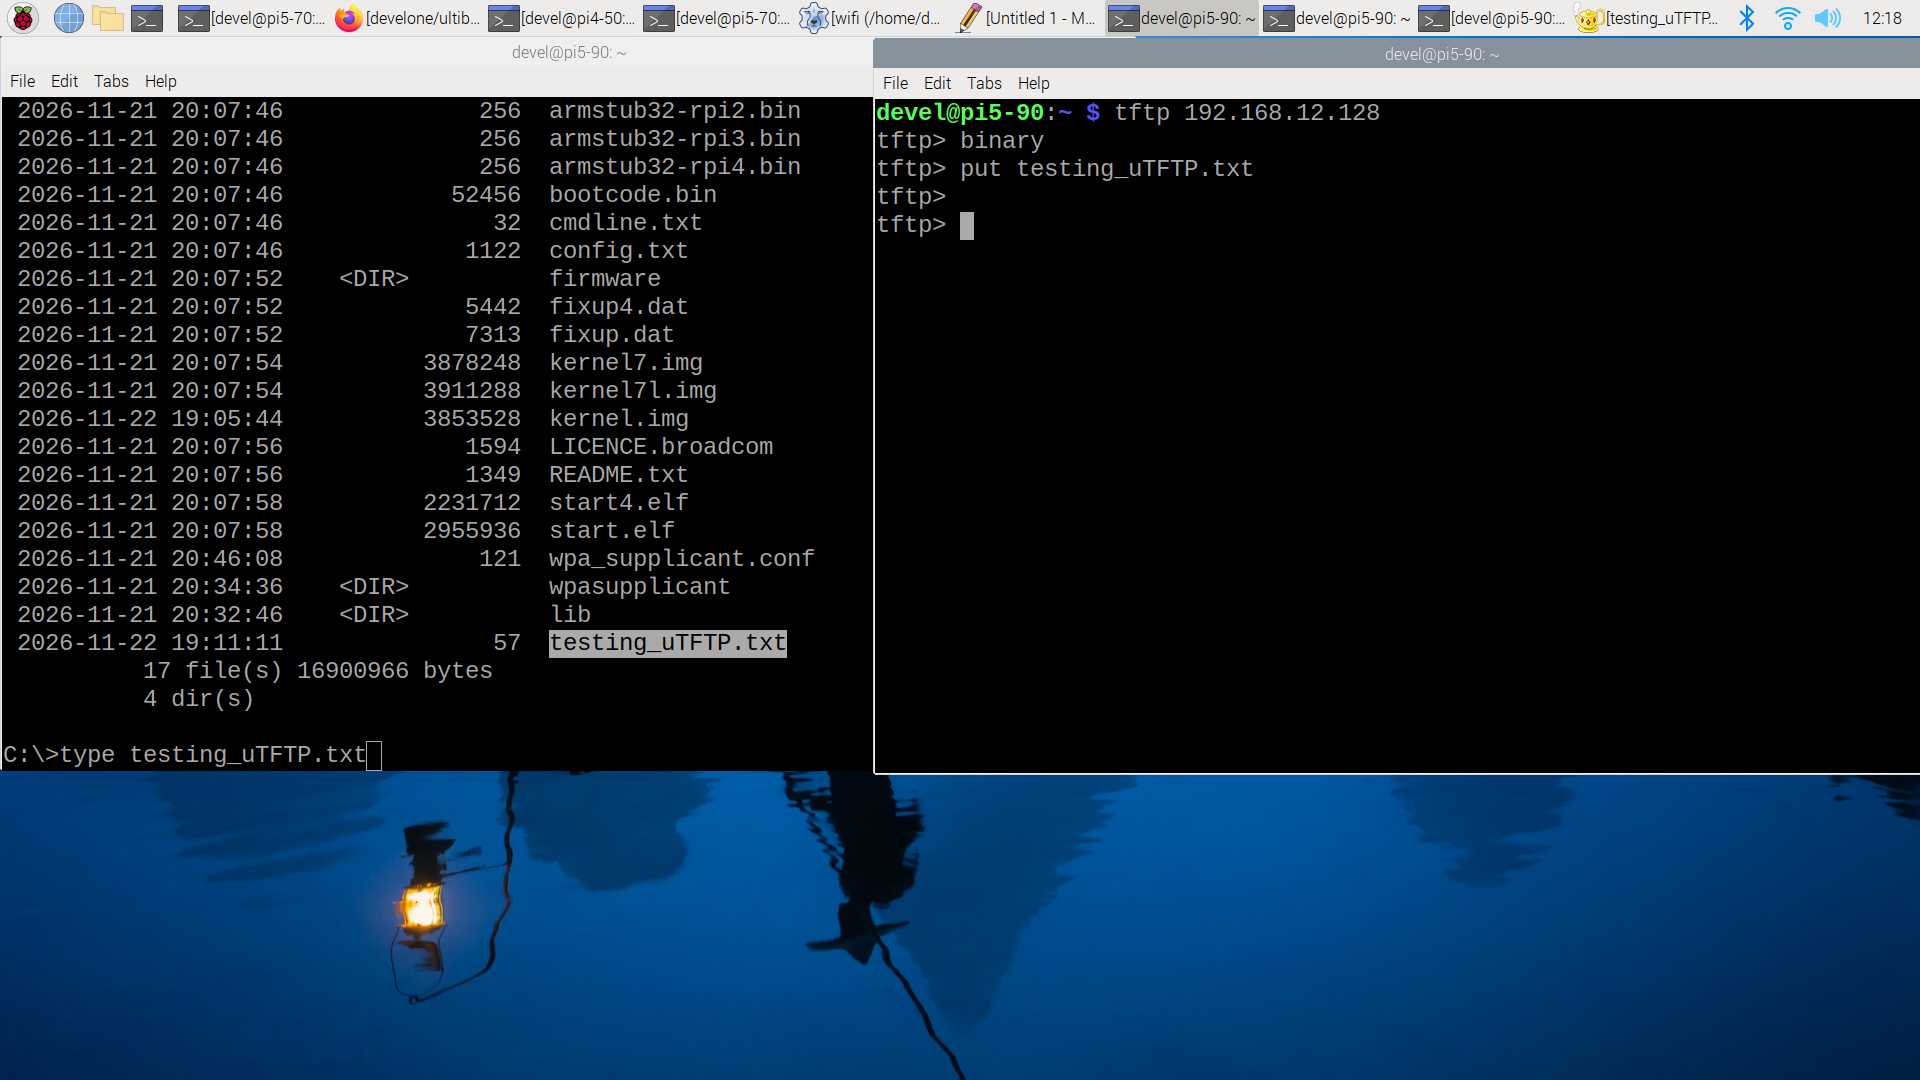 [devel@pi5-70:... [develone/ultib... [devel@pi4-50:... [devel@pi5-70:... [wifi (/home/d... [Untitled 1 - M... devel@pi5-90: ~ devel@pi5-90: ~ [devel@pi5-90:... [testing_uTFTP... 12:18
devel@pi5-90: ~
File Edit Tabs Help
2026-11-21 20:07:46 256 armstub32-rpi2.bin
2026-11-21 20:07:46 256 armstub32-rpi3.bin
2026-11-21 20:07:46 256 armstub32-rpi4.bin
2026-11-21 20:07:46 52456 bootcode.bin
2026-11-21 20:07:46 32 cmdline.txt
2026-11-21 20:07:46 1122 config.txt
2026-11-21 20:07:52 <DIR> firmware
2026-11-21 20:07:52 5442 fixup4.dat
2026-11-21 20:07:52 7313 fixup.dat
2026-11-21 20:07:54 3878248 kernel7.img
2026-11-21 20:07:54 3911288 kernel7l.img
2026-11-22 19:05:44 3853528 kernel.img
2026-11-21 20:07:56 1594 LICENCE.broadcom
2026-11-21 20:07:56 1349 README.txt
2026-11-21 20:07:58 2231712 start4.elf
2026-11-21 20:07:58 2955936 start.elf
2026-11-21 20:46:08 121 wpa_supplicant.conf
2026-11-21 20:34:36 <DIR> wpasupplicant
2026-11-21 20:32:46 <DIR> lib
2026-11-22 19:11:11 57 testing_uTFTP.txt
17 file(s) 16900966 bytes
4 dir(s)
C:\>type testing_uTFTP.txt
devel@pi5-90: ~
File Edit Tabs Help
devel@pi5-90:~ $ tftp 192.168.12.128
tftp> binary
tftp> put testing_uTFTP.txt
tftp>
tftp>